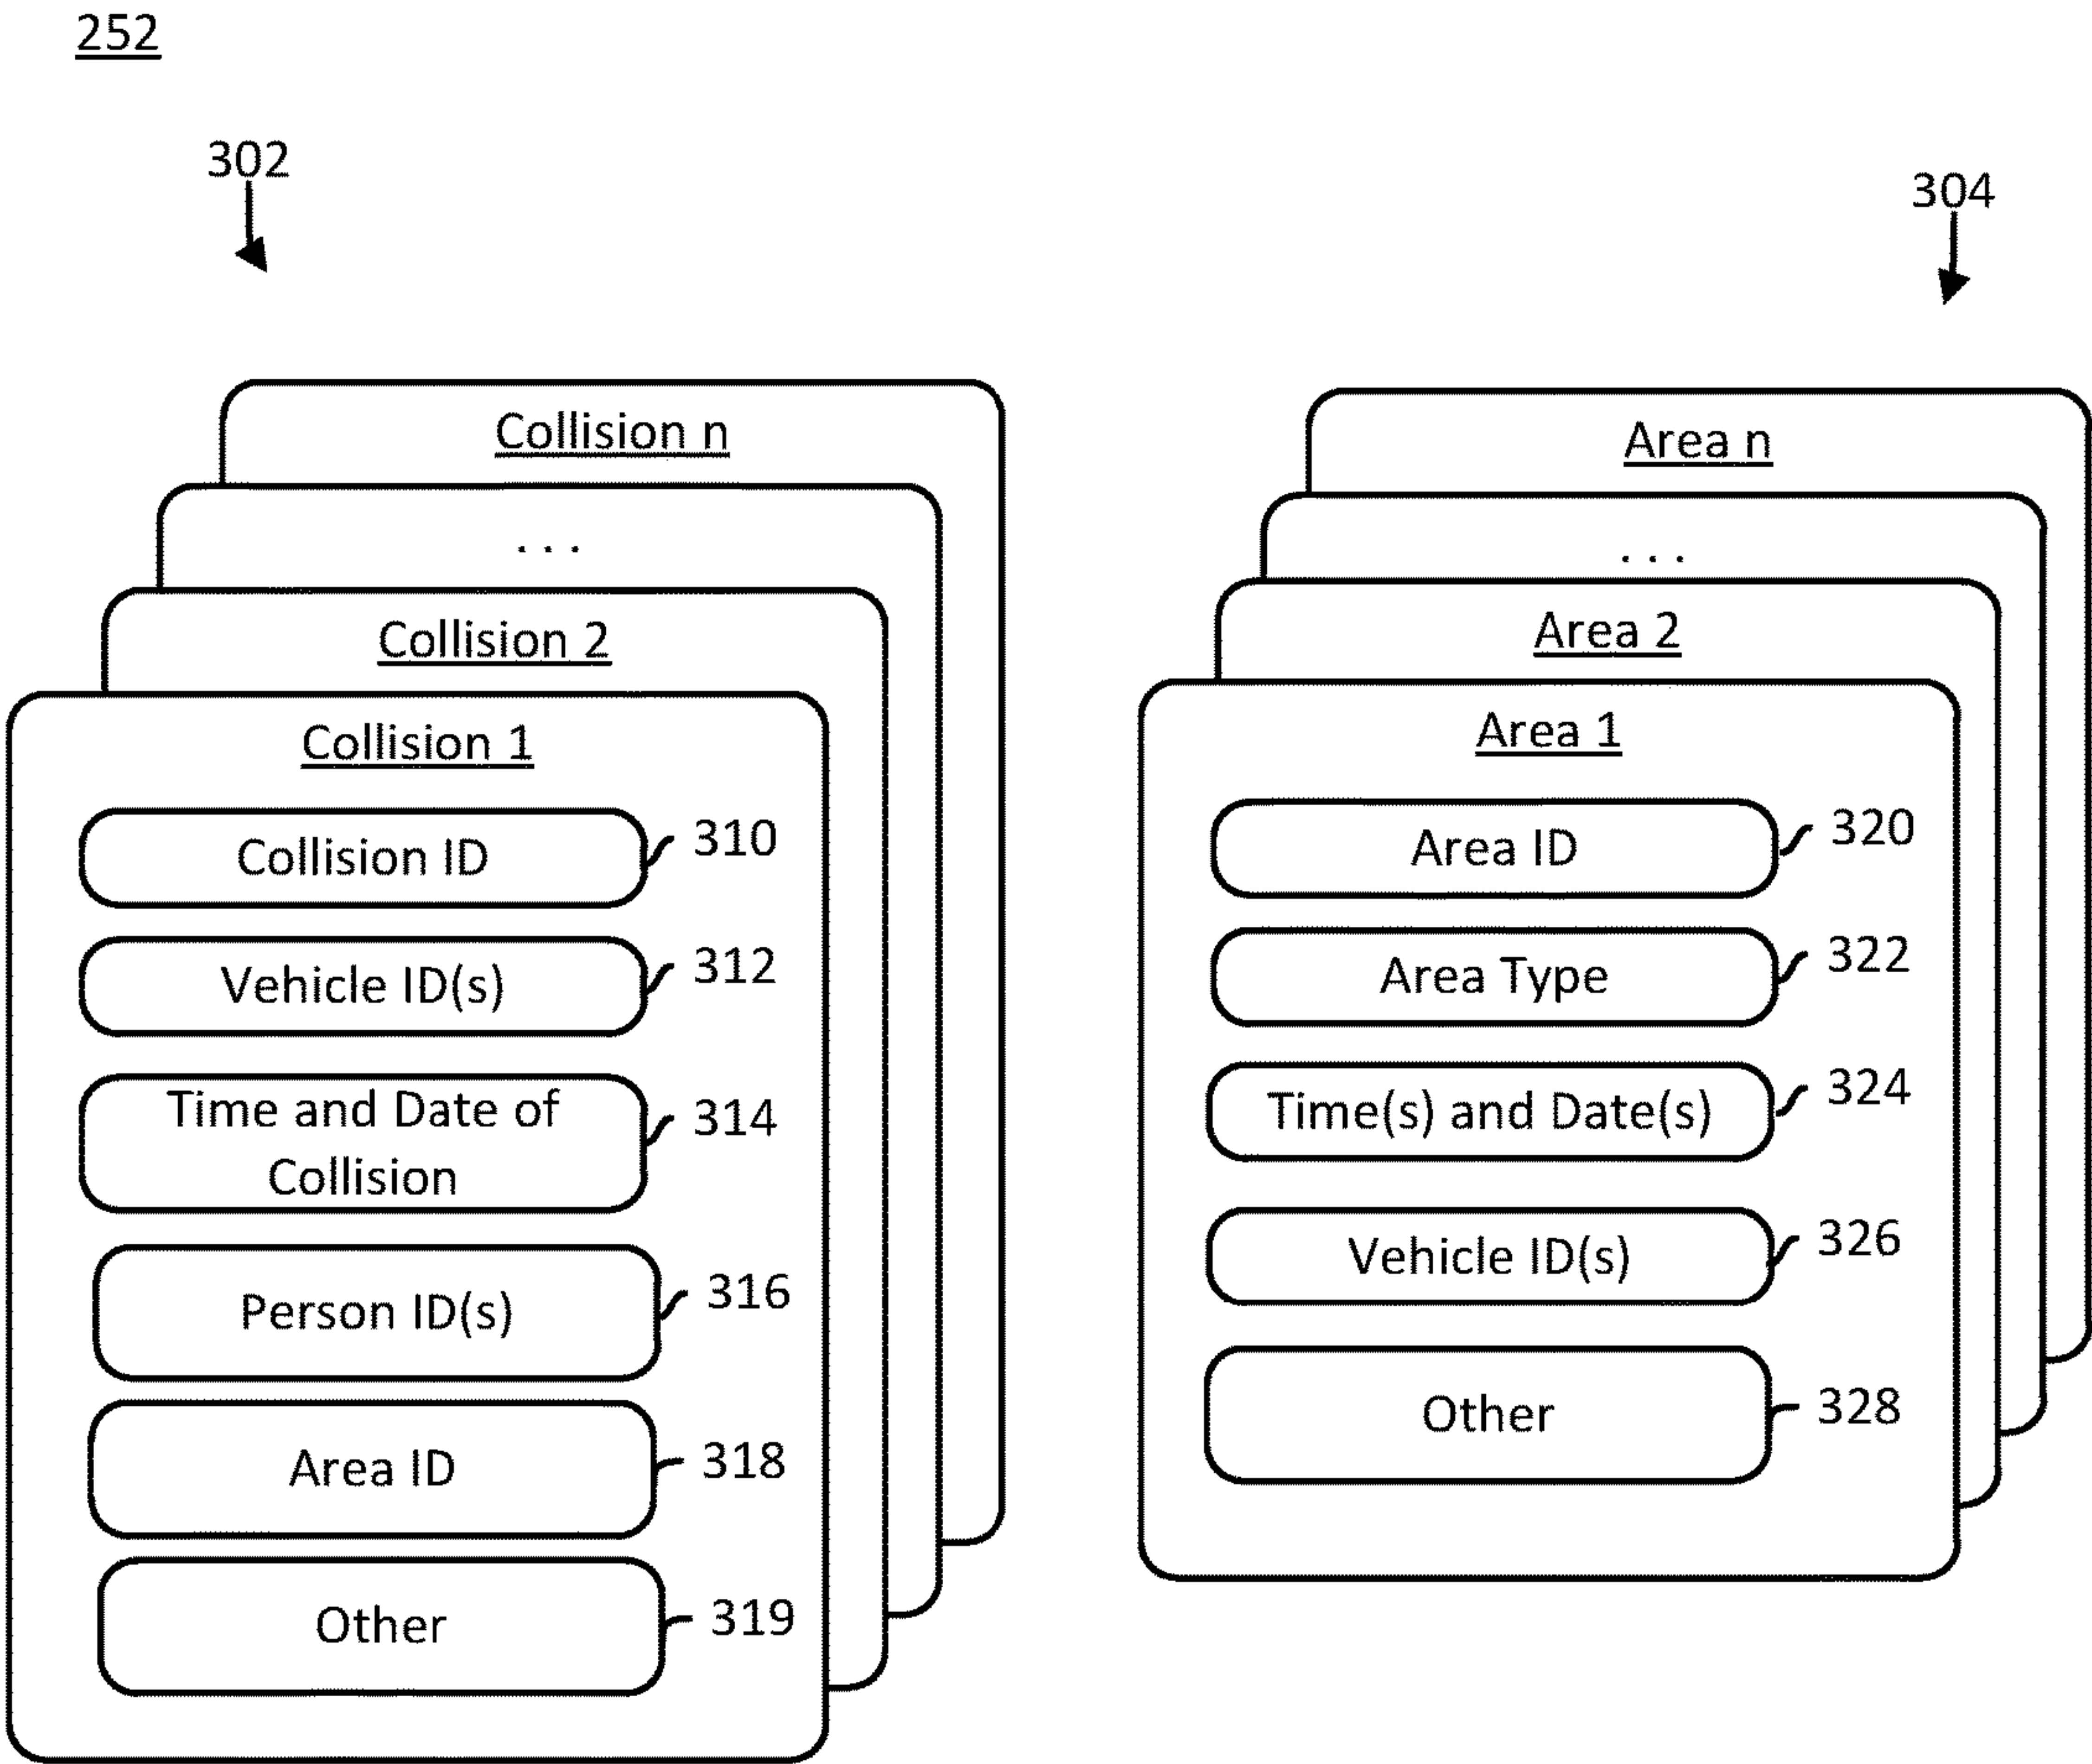 252
302
304
Collision n
. . .
Collision 2
Collision 1
Collision ID
310
Vehicle ID(s)
312
Time and Date of
Collision
314
Person ID(s)
316
Area ID
318
Other
319
Area n
. . .
Area 2
Area 1
Area ID
320
Area Type
322
Time(s) and Date(s)
324
Vehicle ID(s)
326
Other
328